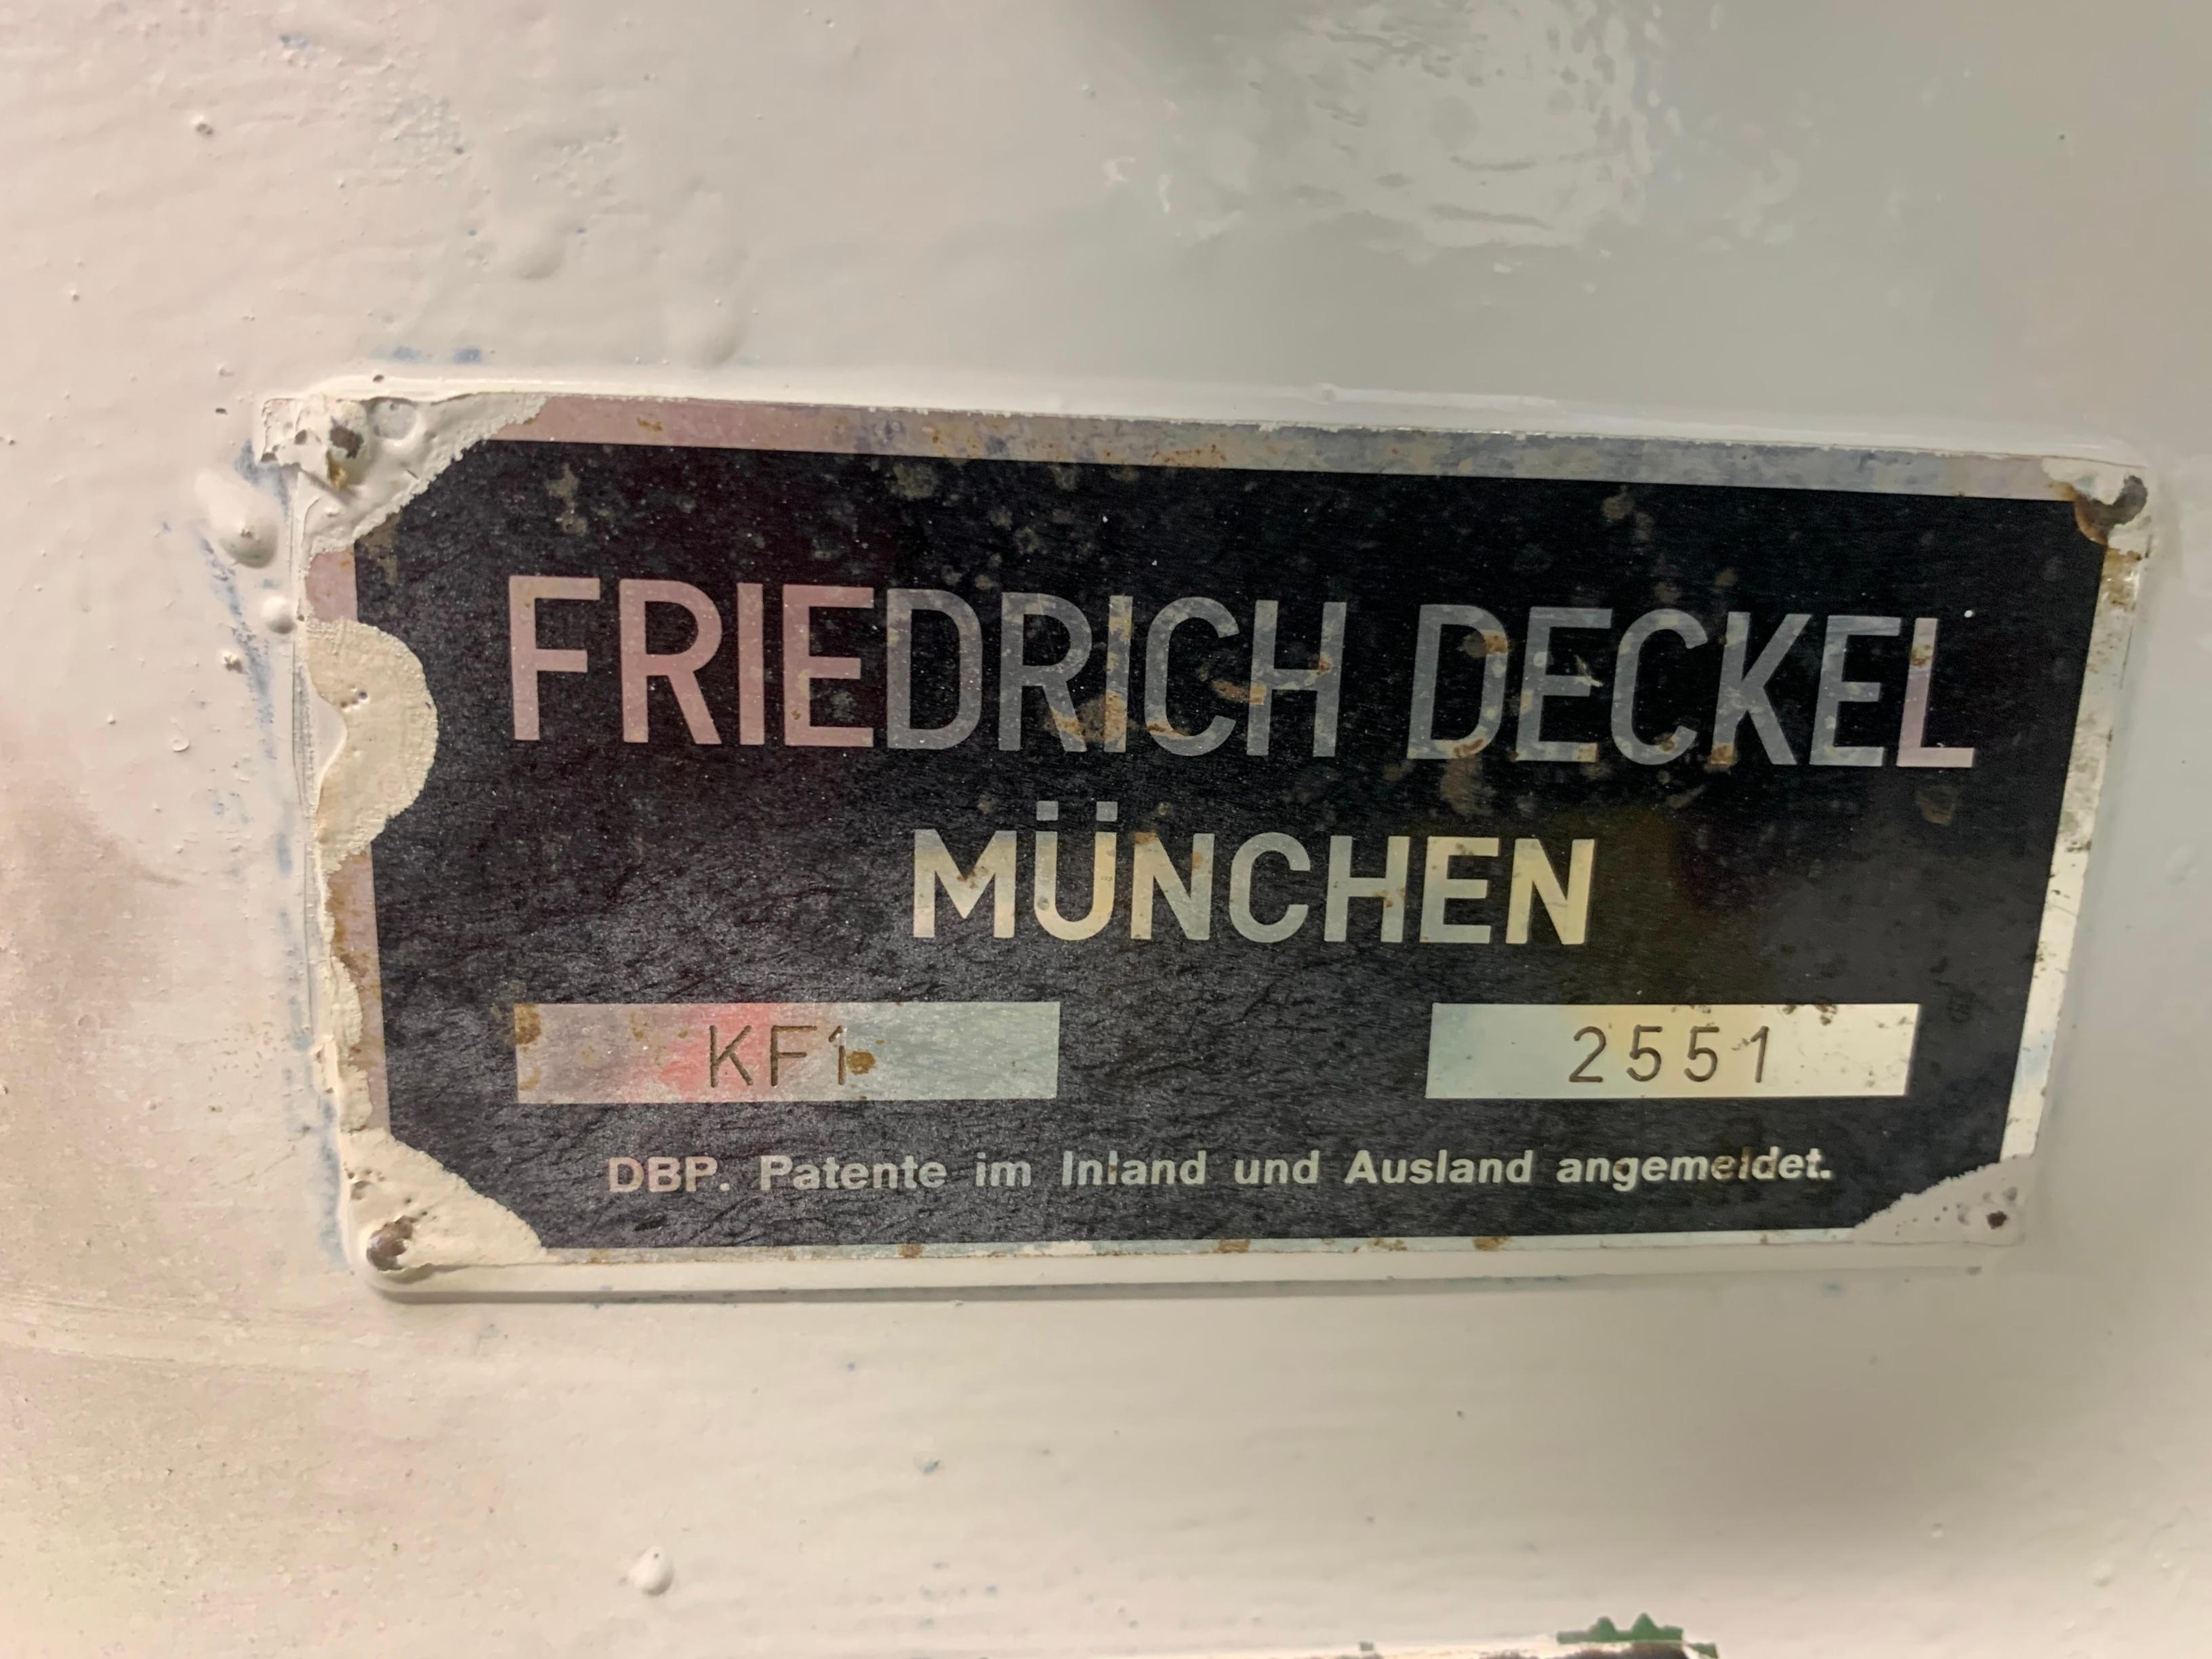 FRIEDRICH DECKEL
MÜNCHEN
KF1 2551
DBP. Patente im Inland und Ausland angemeldet.